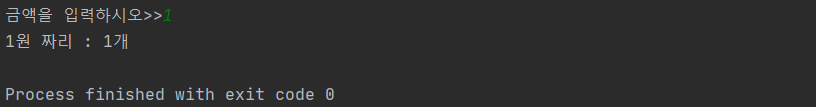 금액을 입력하시오>>1
1원 짜리 : 1개
Process finished with exit code 0